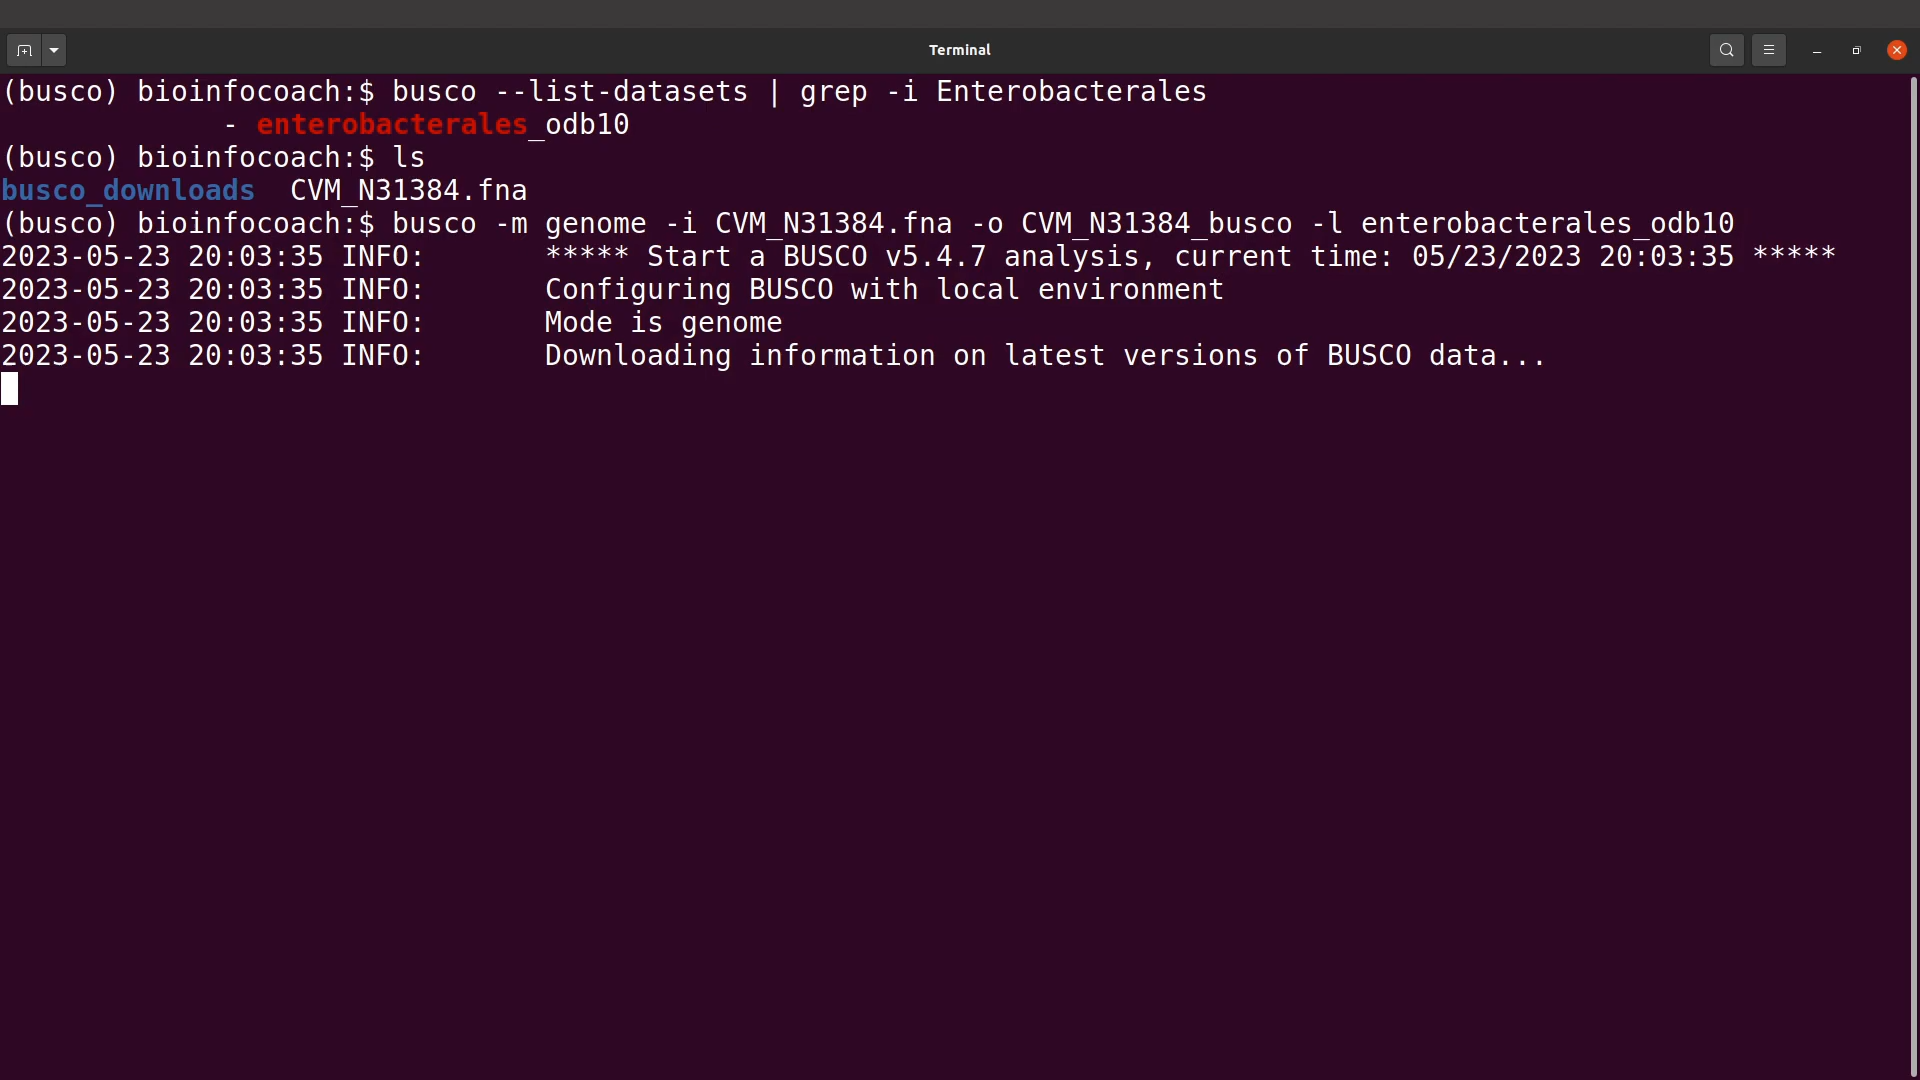 Terminal
(busco) bioinfocoach:$ busco --list-datasets | grep -i Enterobacterales
- enterobacterales_odb10
(busco) bioinfocoach:$ ls
busco_downloads  CVM_N31384.fna
(busco) bioinfocoach:$ busco -m genome -i CVM_N31384.fna -o CVM_N31384_busco -l enterobacterales_odb10
2023-05-23 20:03:35 INFO:       ***** Start a BUSCO v5.4.7 analysis, current time: 05/23/2023 20:03:35 *****
2023-05-23 20:03:35 INFO:       Configuring BUSCO with local environment
2023-05-23 20:03:35 INFO:       Mode is genome
2023-05-23 20:03:35 INFO:       Downloading information on latest versions of BUSCO data...